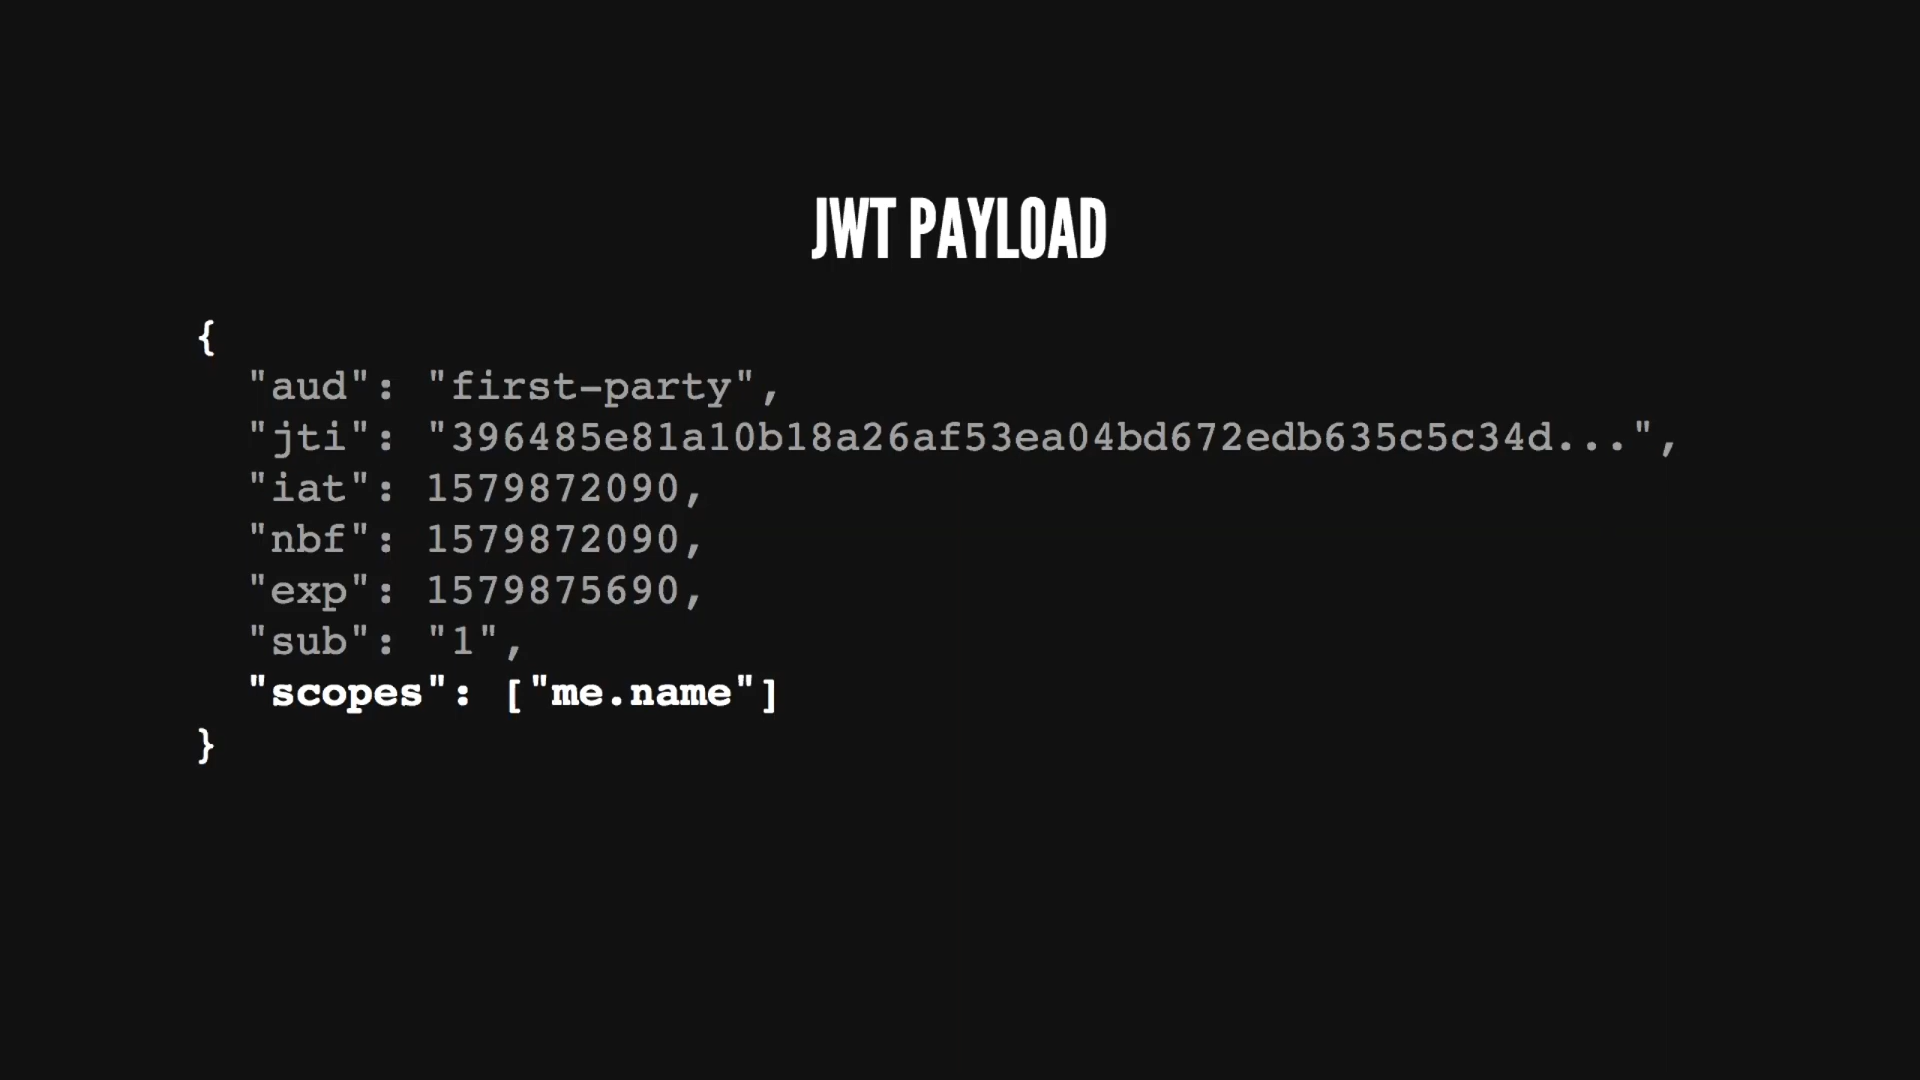 JWT PAYLOAD
{
"aud": "first-party",
"jti": "396485e81a10b18a26af53ea04bd672edb635c5c34d...",
"iat": 1579872090,
"nbf": 1579872090,
"exp": 1579875690,
"sub": "1",
"scopes": ["me.name"]
}